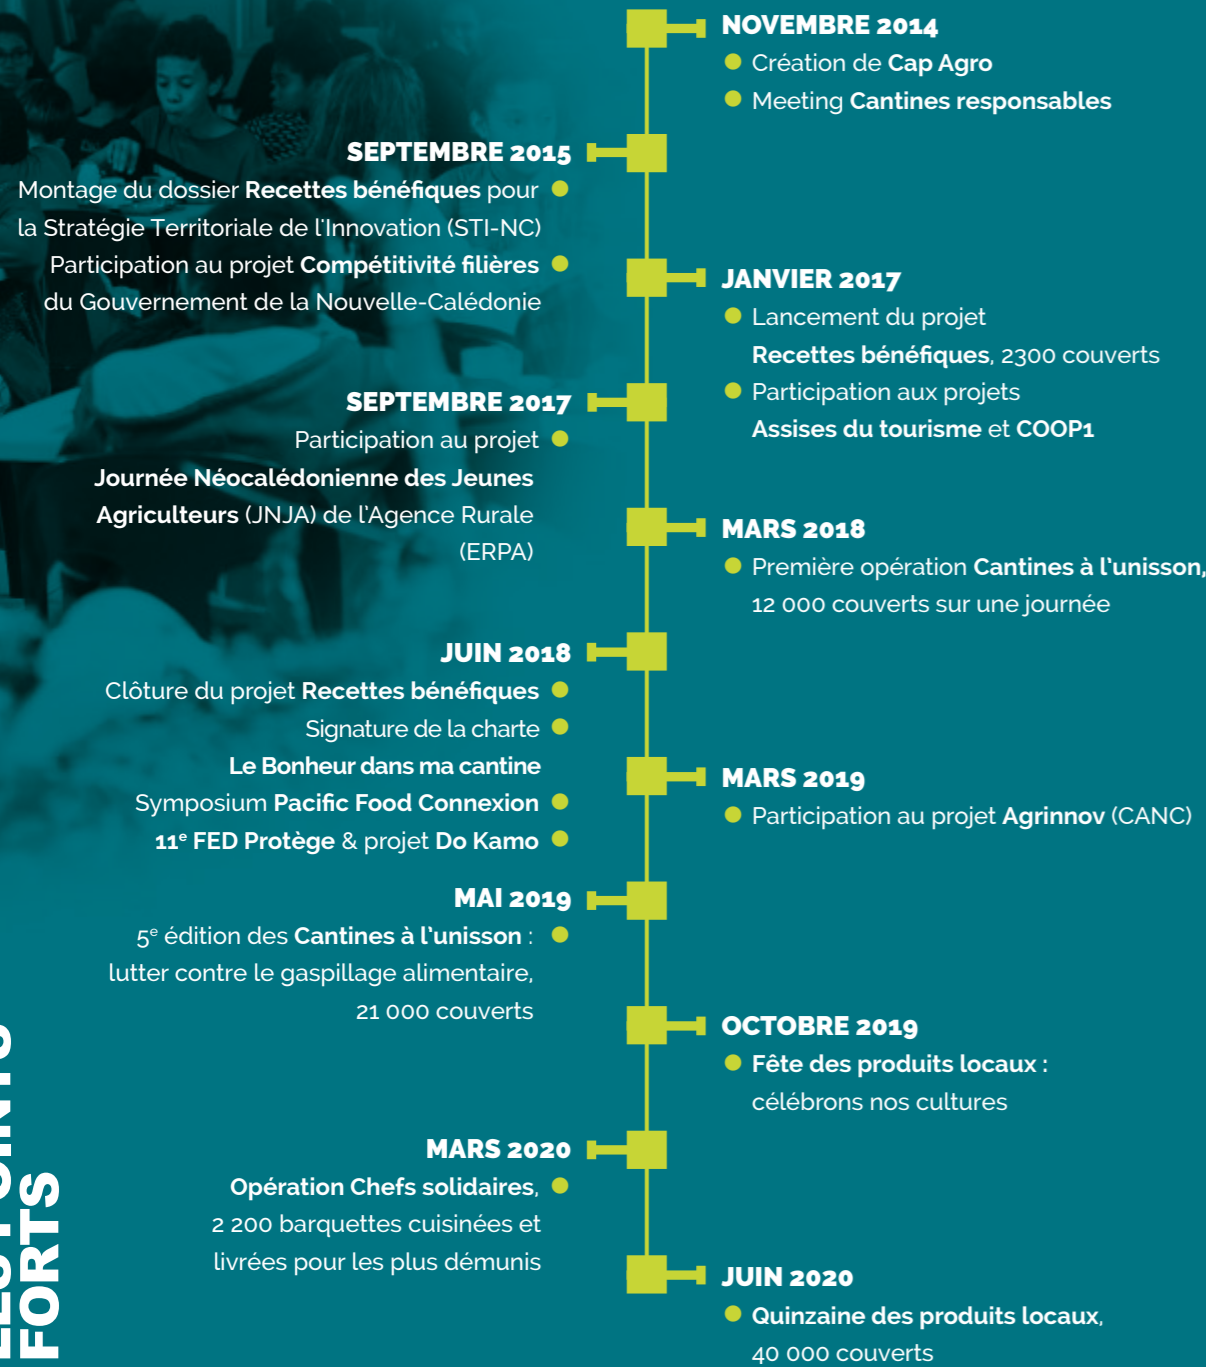 NOVEMBRE 2014
Création de Cap Agro
Meeting Cantines responsables
SEPTEMBRE 2015
Montage du dossier Recettes bénéfiques pour
la Stratégie Territoriale de l'Innovation (STI-NC)
Participation au projet Compétitivité filières
du Gouvernement de la Nouvelle-Calédonie
JANVIER 2017
Lancement du projet
Recettes bénéfiques, 2300 couverts
Participation aux projets
Assises du tourisme et COOP1
SEPTEMBRE 2017
Participation au projet
Journée Néocalédonienne des Jeunes
Agriculteurs (JNJA) de l'Agence Rurale
(ERPA)
MARS 2018
Première opération Cantines à l'unisson,
12 000 couverts sur une journée
JUIN 2018
Clôture du projet Recettes bénéfiques
Signature de la charte
Le Bonheur dans ma cantine
Symposium Pacific Food Connexion
11e FED Protège & projet Do Kamo
MARS 2019
Participation au projet Agrinnov (CANC)
MAI 2019
5e édition des Cantines à l'unisson :
lutter contre le gaspillage alimentaire,
21 000 couverts
OCTOBRE 2019
Fête des produits locaux :
célébrons nos cultures
MARS 2020
Opération Chefs solidaires,
2 200 barquettes cuisinées et
livrées pour les plus démunis
JUIN 2020
Quinzaine des produits locaux,
40 000 couverts
FORTS